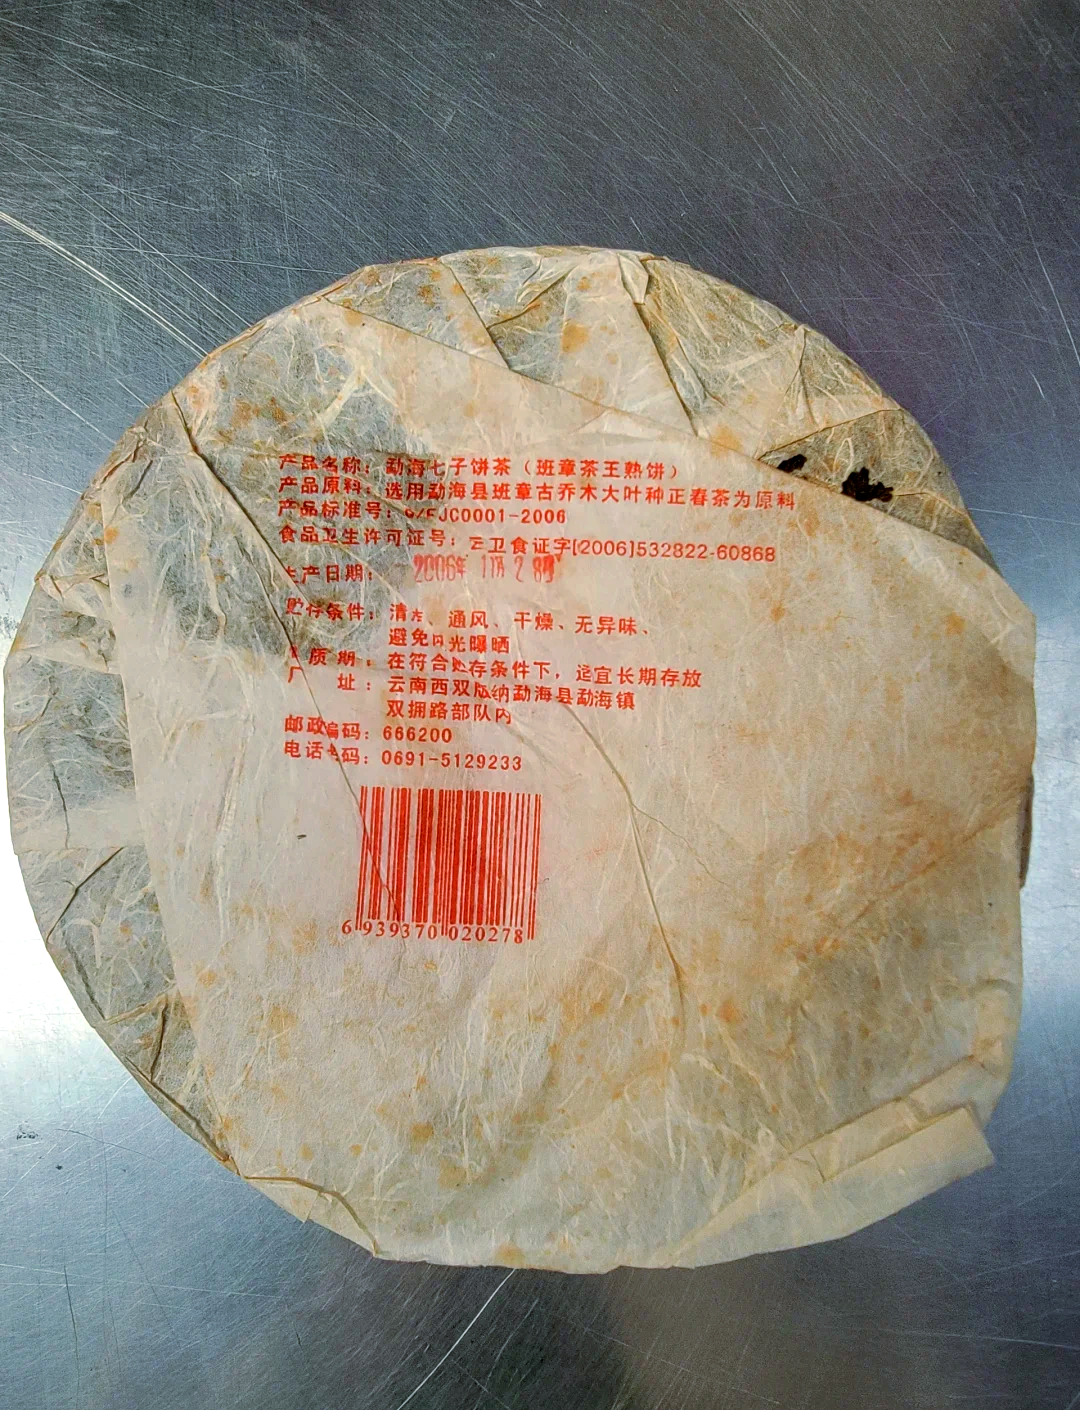 产品名称：勐海七子饼茶（班章茶王熟饼）
产品原料：选用勐海县班章古乔木大叶种正春茶为原料
产品标准号：JC0001-2006
食品卫生许可证号：云卫食证字[2006]532822-60868
生产日期：2006年
贮存条件：清、通风、干燥、无异味、
避免光曝晒
质期：在符合贮存条件下，适宜长期存放
厂址：云南西双版纳勐海县勐海镇
双拥路部队内
邮政编码：666200
电话码：0691-5129233
6 939370 020278